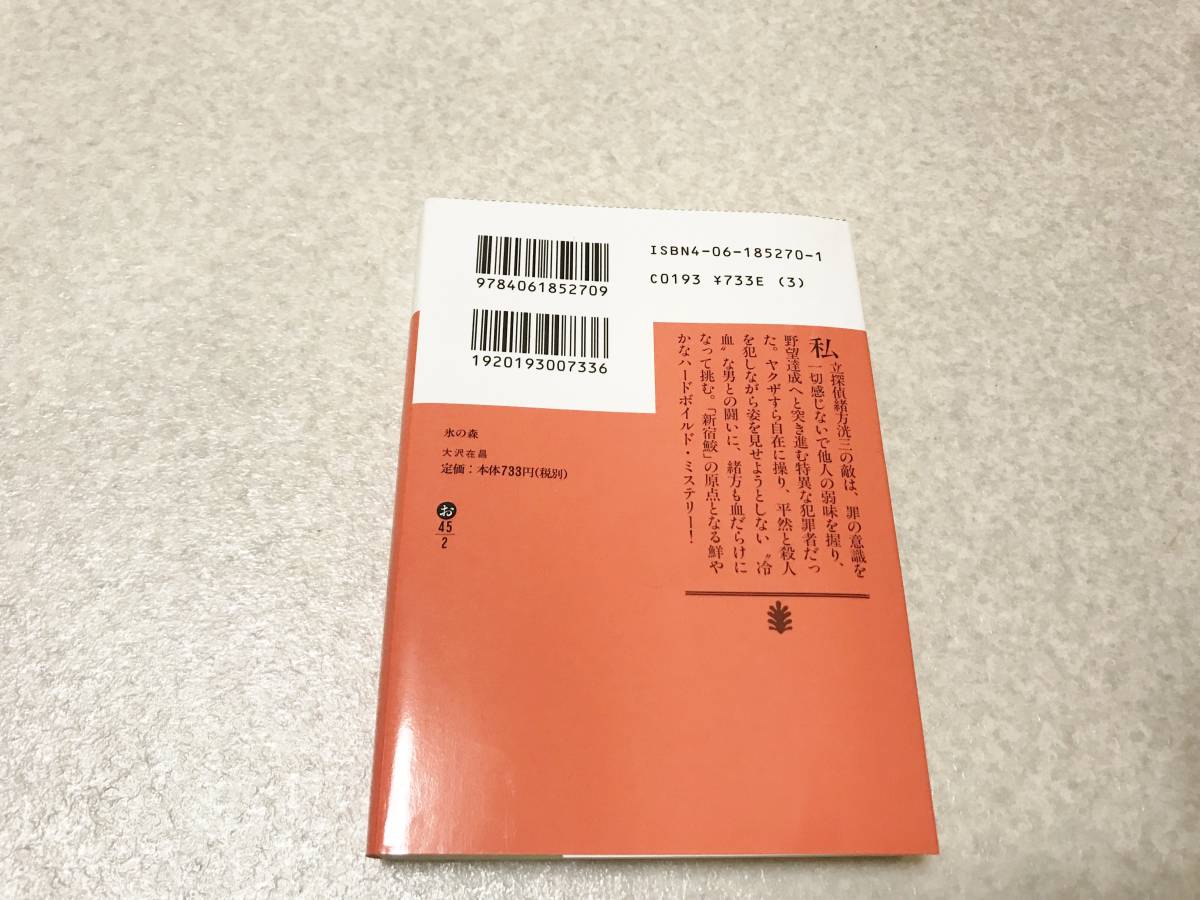 ISBN4-06-185270-1
C0193 ¥733E (3)
9784061852709
1920193007336
私立探偵緒方洸三の敵は、罪の意識を
一切感じないで他人の弱味を握り、
野望達成へと突き進む特異な犯罪者だっ
た。ヤクザすら自在に操り、平然と殺人
を犯しながら姿を見せようとしない〝冷
血〟な男との闘いに、緒方も血だらけに
なって挑む。「新宿鮫」の原点となる鮮や
かなハードボイルド・ミステリー！
氷の森
大沢在昌
定価：本体733円(税別)
お
45
2